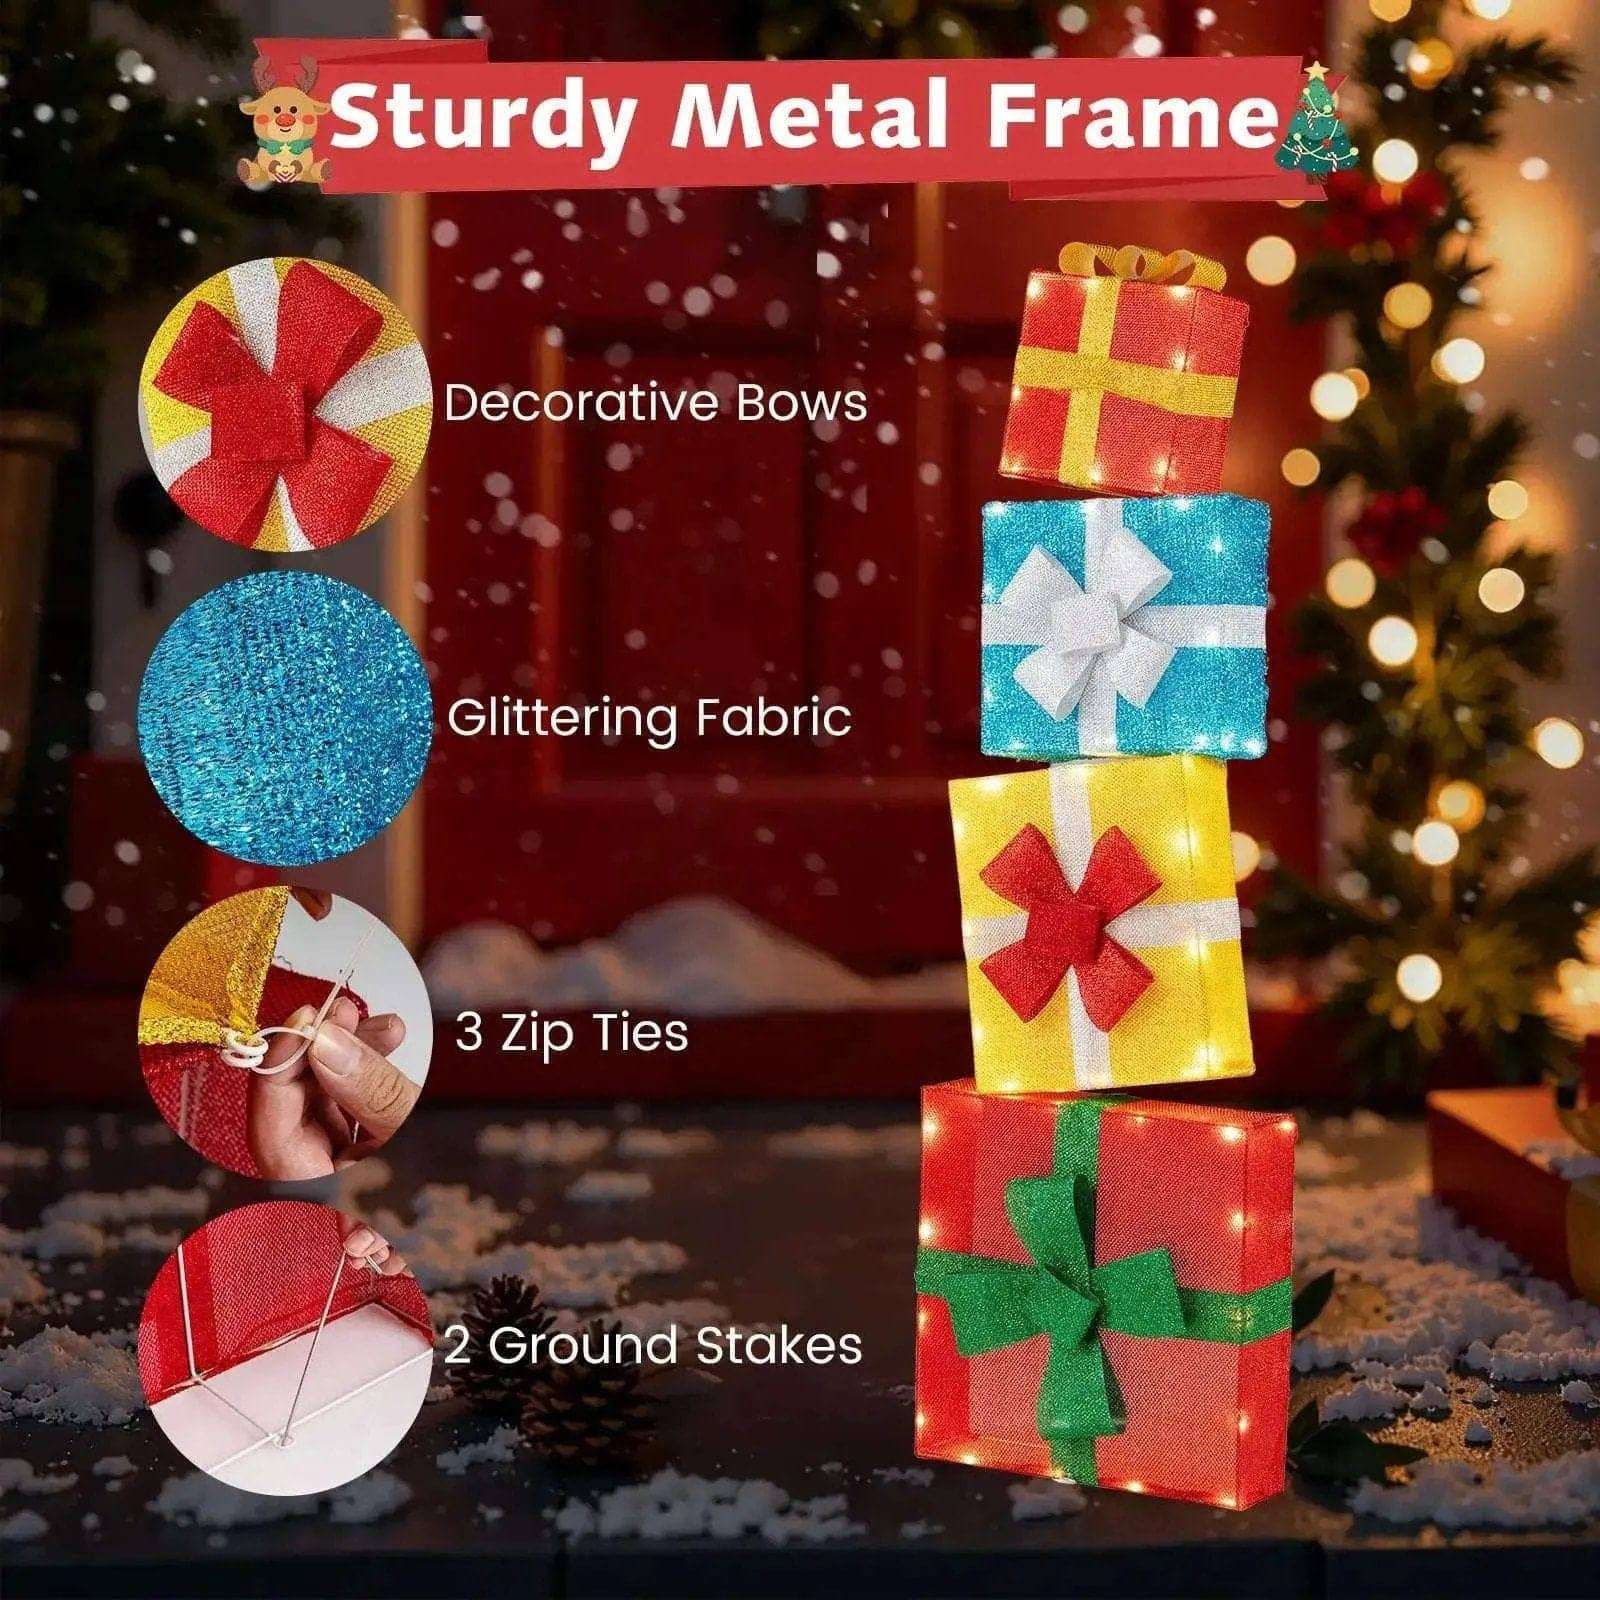 Sturdy Metal Frame
Decorative Bows
Glittering Fabric
3 Zip Ties
2 Ground Stakes